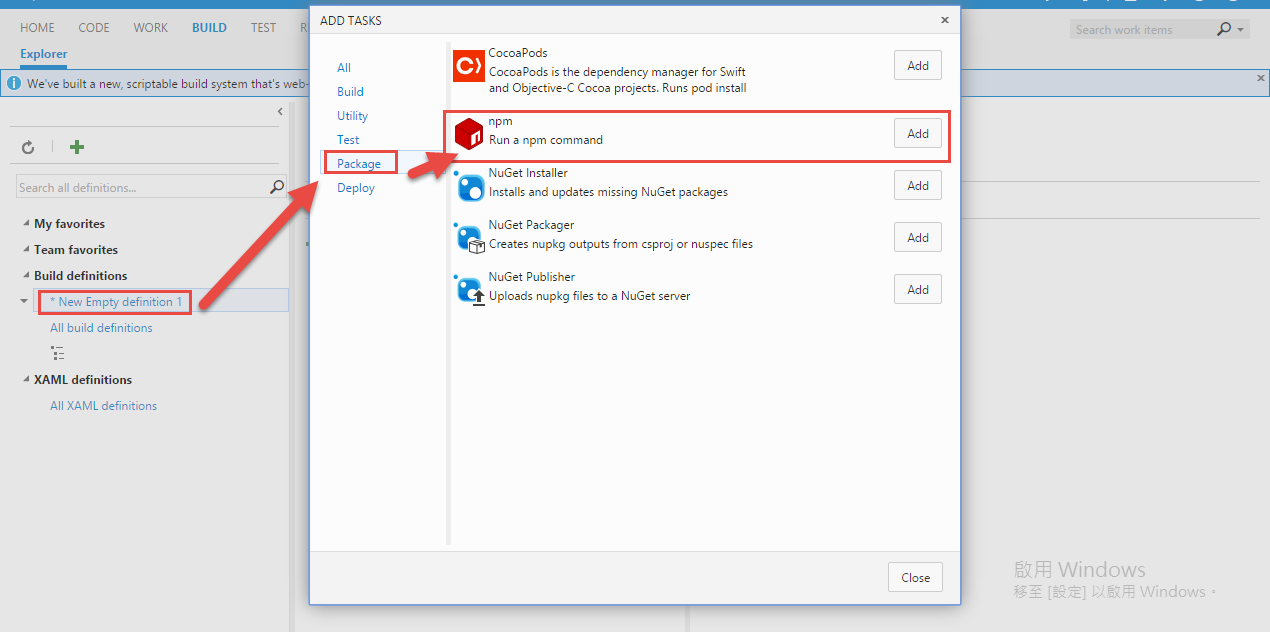 HOME CODE WORK BUILD TEST
Search work items
Explorer
We've built a new, scriptable build system that's web-
Search all definitions...
My favorites
Team favorites
Build definitions
* New Empty definition 1
All build definitions
XAML definitions
All XAML definitions
ADD TASKS
All
Build
Utility
Test
Package
Deploy
CocoaPods
CocoaPods is the dependency manager for Swift
and Objective-C Cocoa projects. Runs pod install
Add
npm
Run a npm command
Add
NuGet Installer
Installs and updates missing NuGet packages
Add
NuGet Packager
Creates nupkg outputs from csproj or nuspec files
Add
NuGet Publisher
Uploads nupkg files to a NuGet server
Add
Close
啟用 Windows
移至 [設定] 以啟用 Windows。